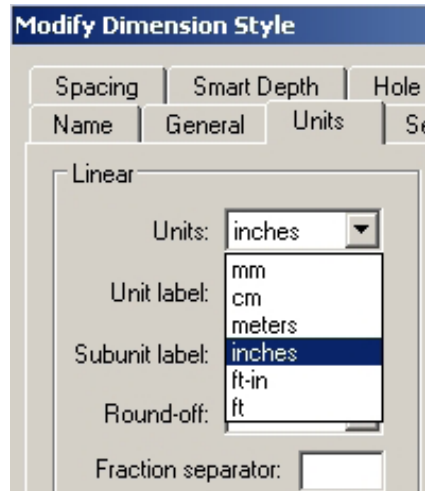 Modify Dimension Style
Spacing Smart Depth Hole
Name General Units
Linear
Units: inches
mm
Unit label: cm
meters
Subunit label: inches
ft-in
Round-off: ft
Fraction separator: